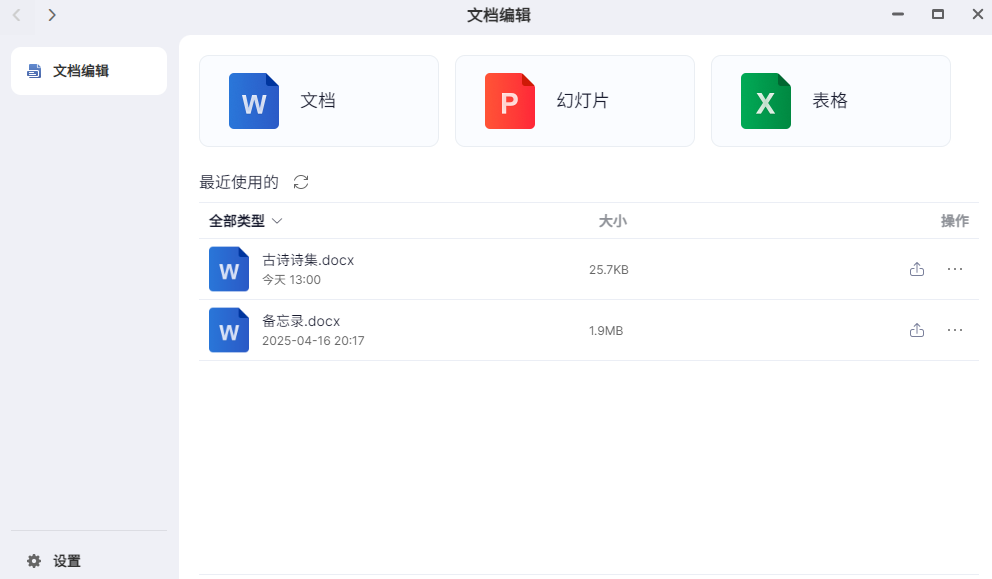 文档编辑
文档编辑
W 文档
P 幻灯片
X 表格
最近使用的
全部类型 大小 操作
W 古诗诗集.docx
今天 13:00
25.7KB
W 备忘录.docx
2025-04-16 20:17
1.9MB
设置